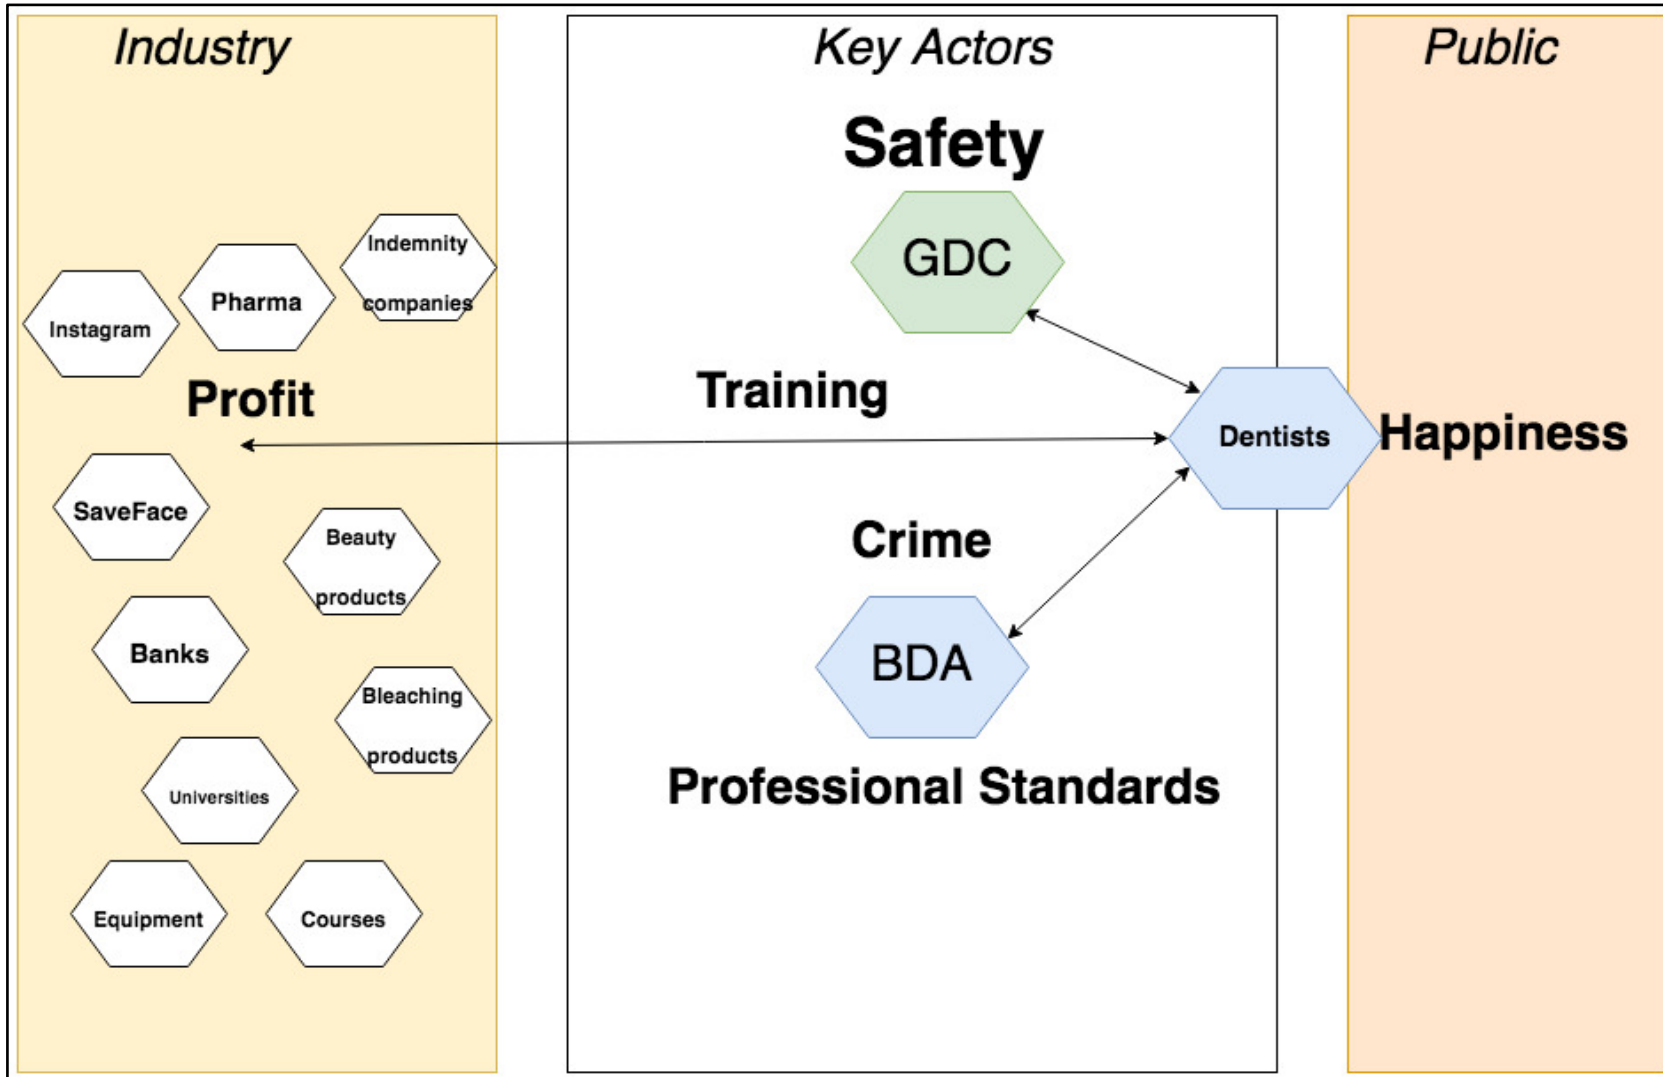 Industry
Key Actors
Public
Safety
GDC
Indemnity
companies
Pharma
Instagram
Profit
Training
Dentists
Happiness
SaveFace
Beauty
products
Crime
Banks
BDA
Bleaching
products
Universities
Professional Standards
Equipment
Courses